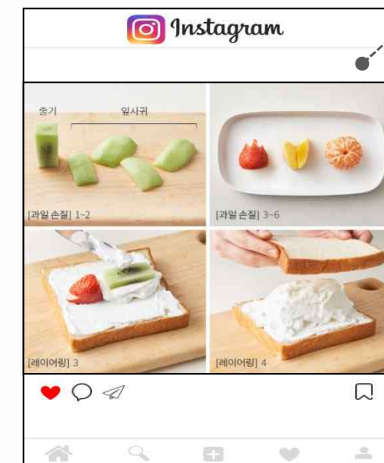 Instagram
줄기 잎사귀
[과일 손질] 1~2
[과일 손질] 3~6
[레이어링] 3
[레이어링] 4